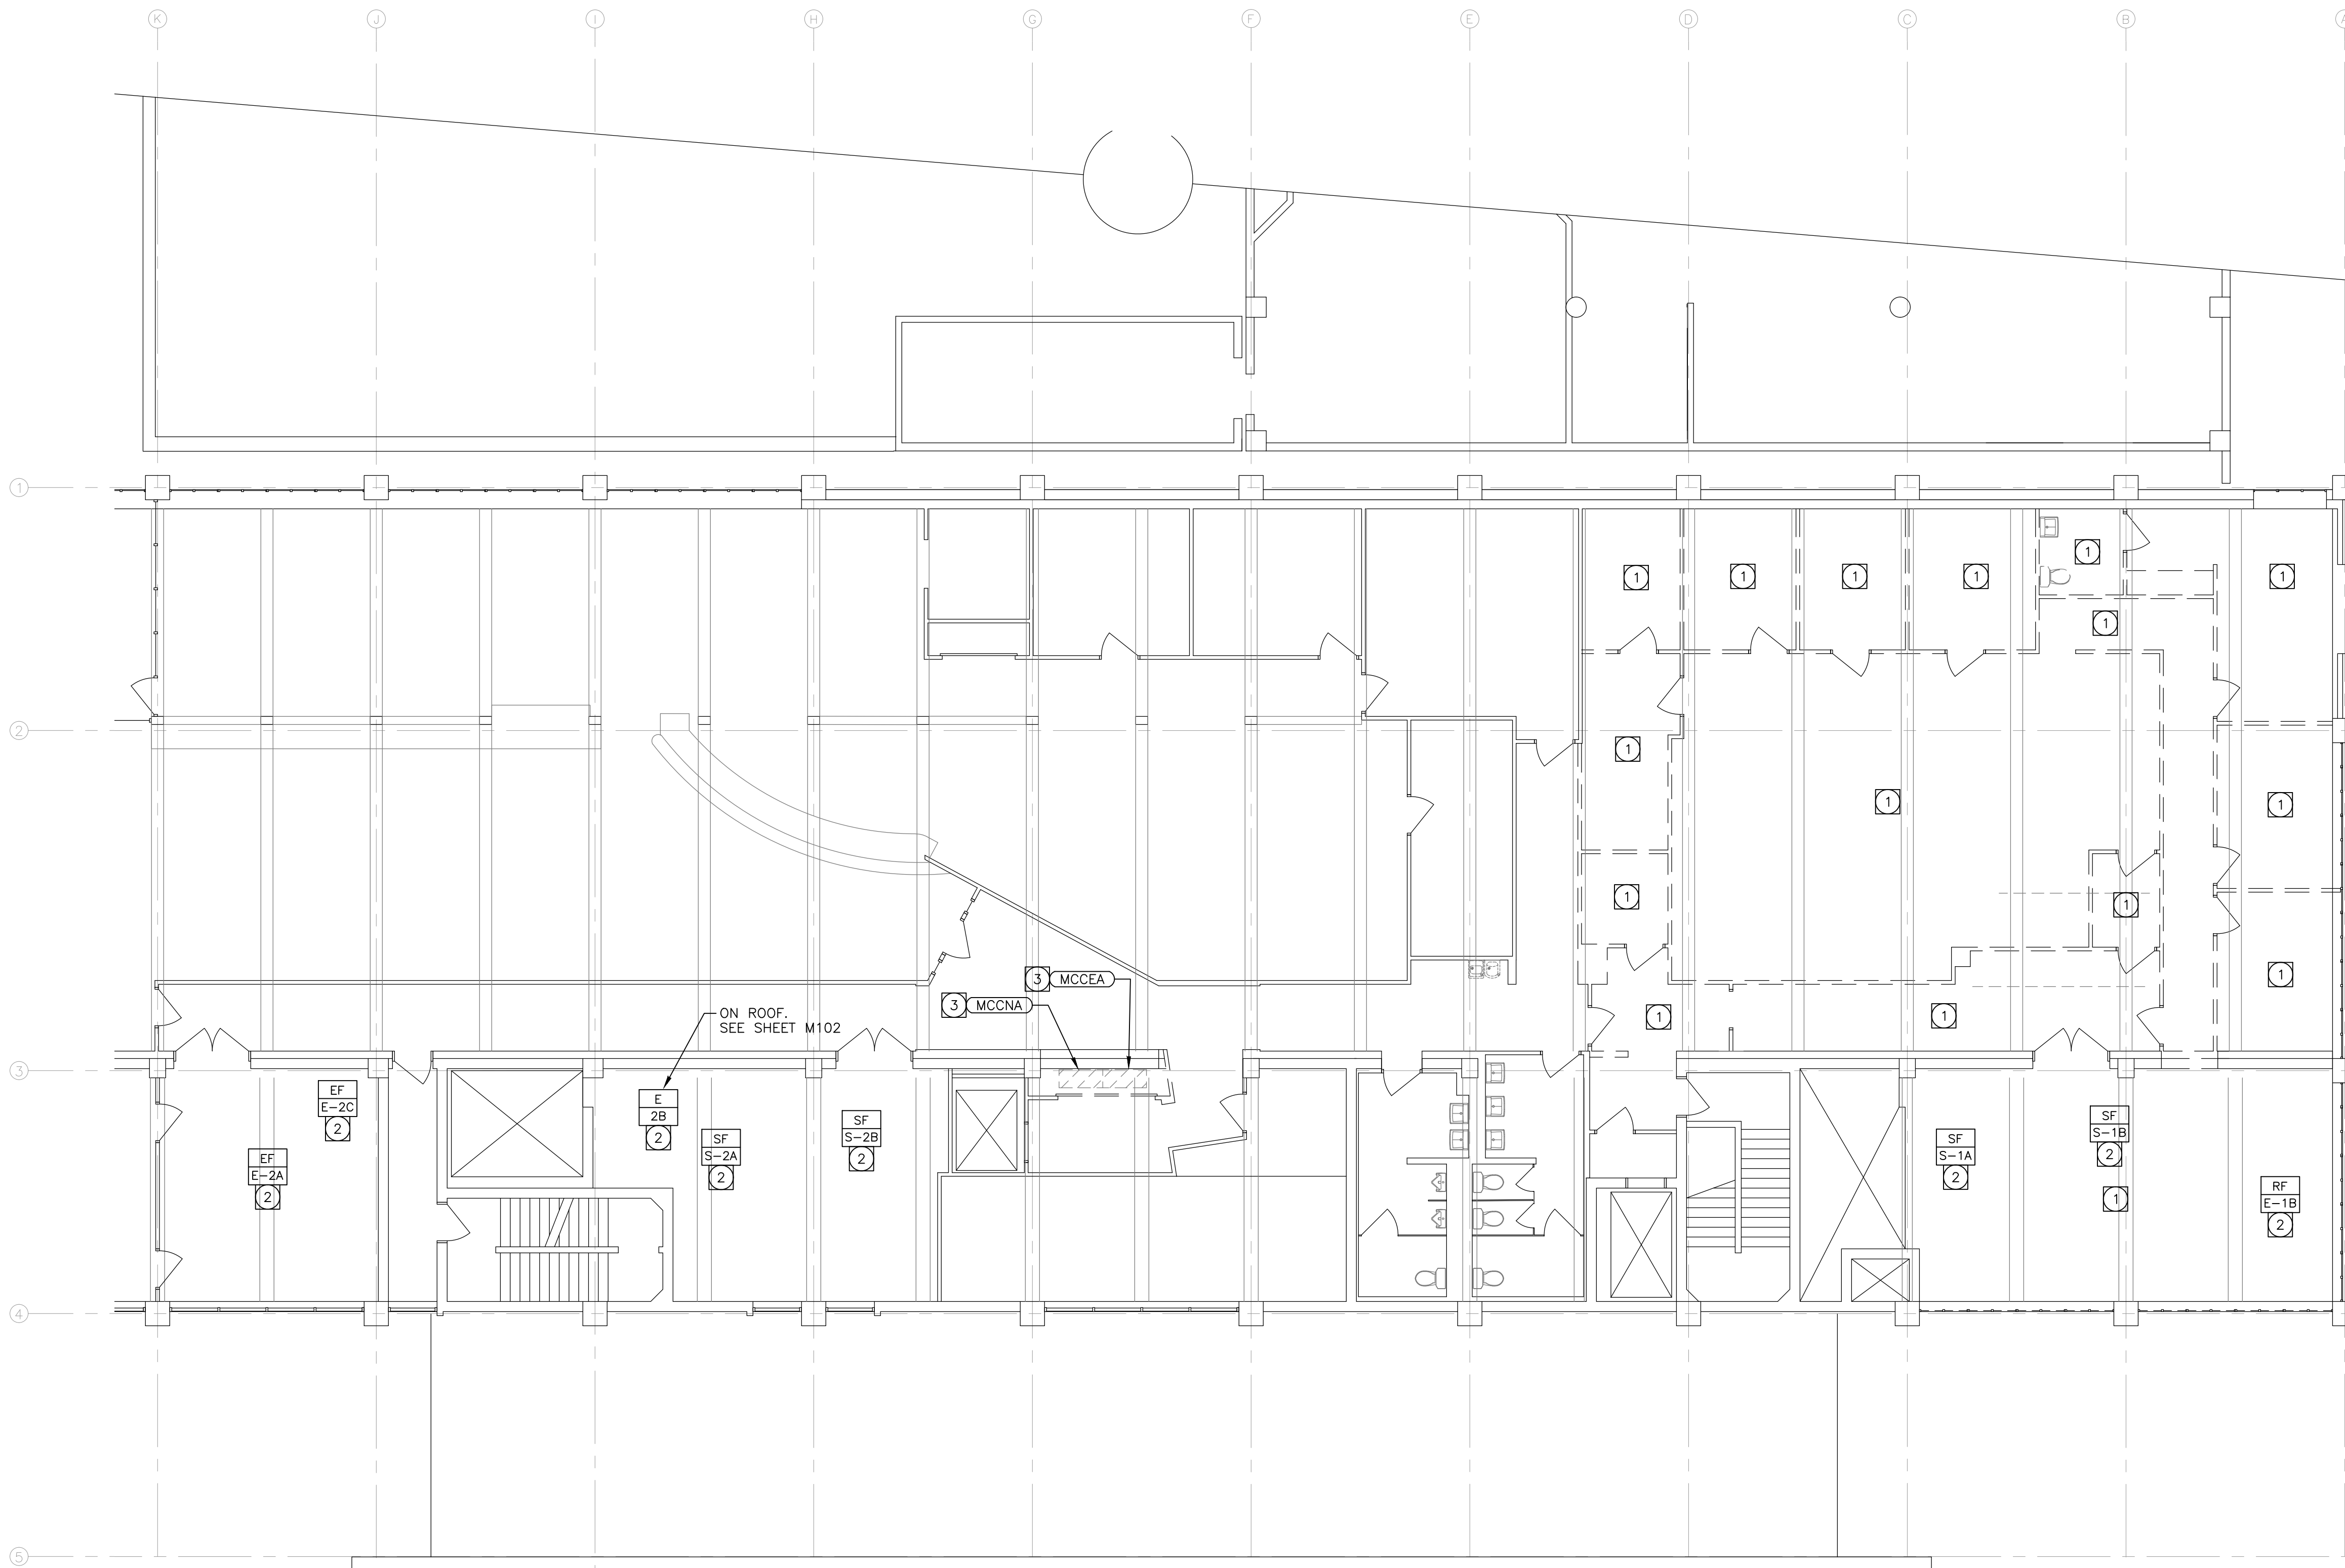 K J I H G F E D C B A
1
1
1 1 1 1 1
1
2
1
1 1
1
1
3 MCCEA
1
3 MCCNA
ON ROOF.
SEE SHEET M102
1 1
3
EF
E-2C
2
E
2B
2
SF
S-2B
2
SF
S-1B
2
SF
S-2A
2
SF
S-1A
2
EF
E-2A
2
1
RF
E-1B
2
4
5